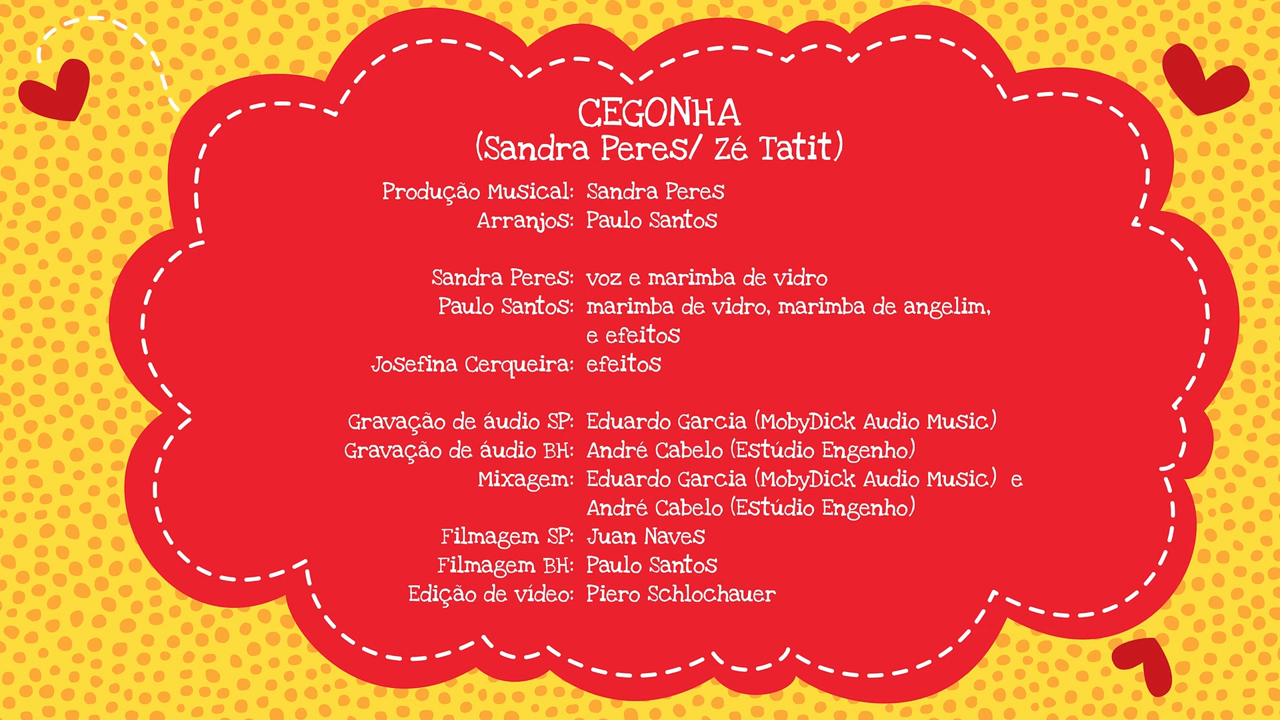 CEGONHA
(Sandra Peres/ Zé Tatit)
Produção Musical: Sandra Peres
Arranjos: Paulo Santos
Sandra Peres: voz e marimba de vidro
Paulo Santos: marimba de vidro, marimba de angelim,
e efeitos
Josefina Cerqueira: efeitos
Gravação de áudio SP: Eduardo Garcia (MobyDick Audio Music)
Gravação de áudio BH: André Cabelo (Estúdio Engenho)
Mixagem: Eduardo Garcia (MobyDick Audio Music) e
André Cabelo (Estúdio Engenho)
Filmagem SP: Juan Naves
Filmagem BH: Paulo Santos
Edição de vídeo: Piero Schlochauer